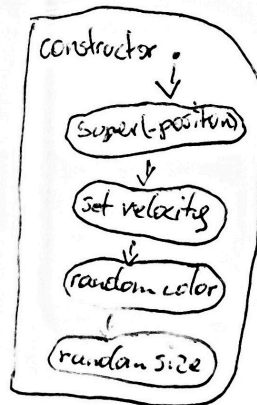 constructor
super(-position)
set velocity
random color
random size